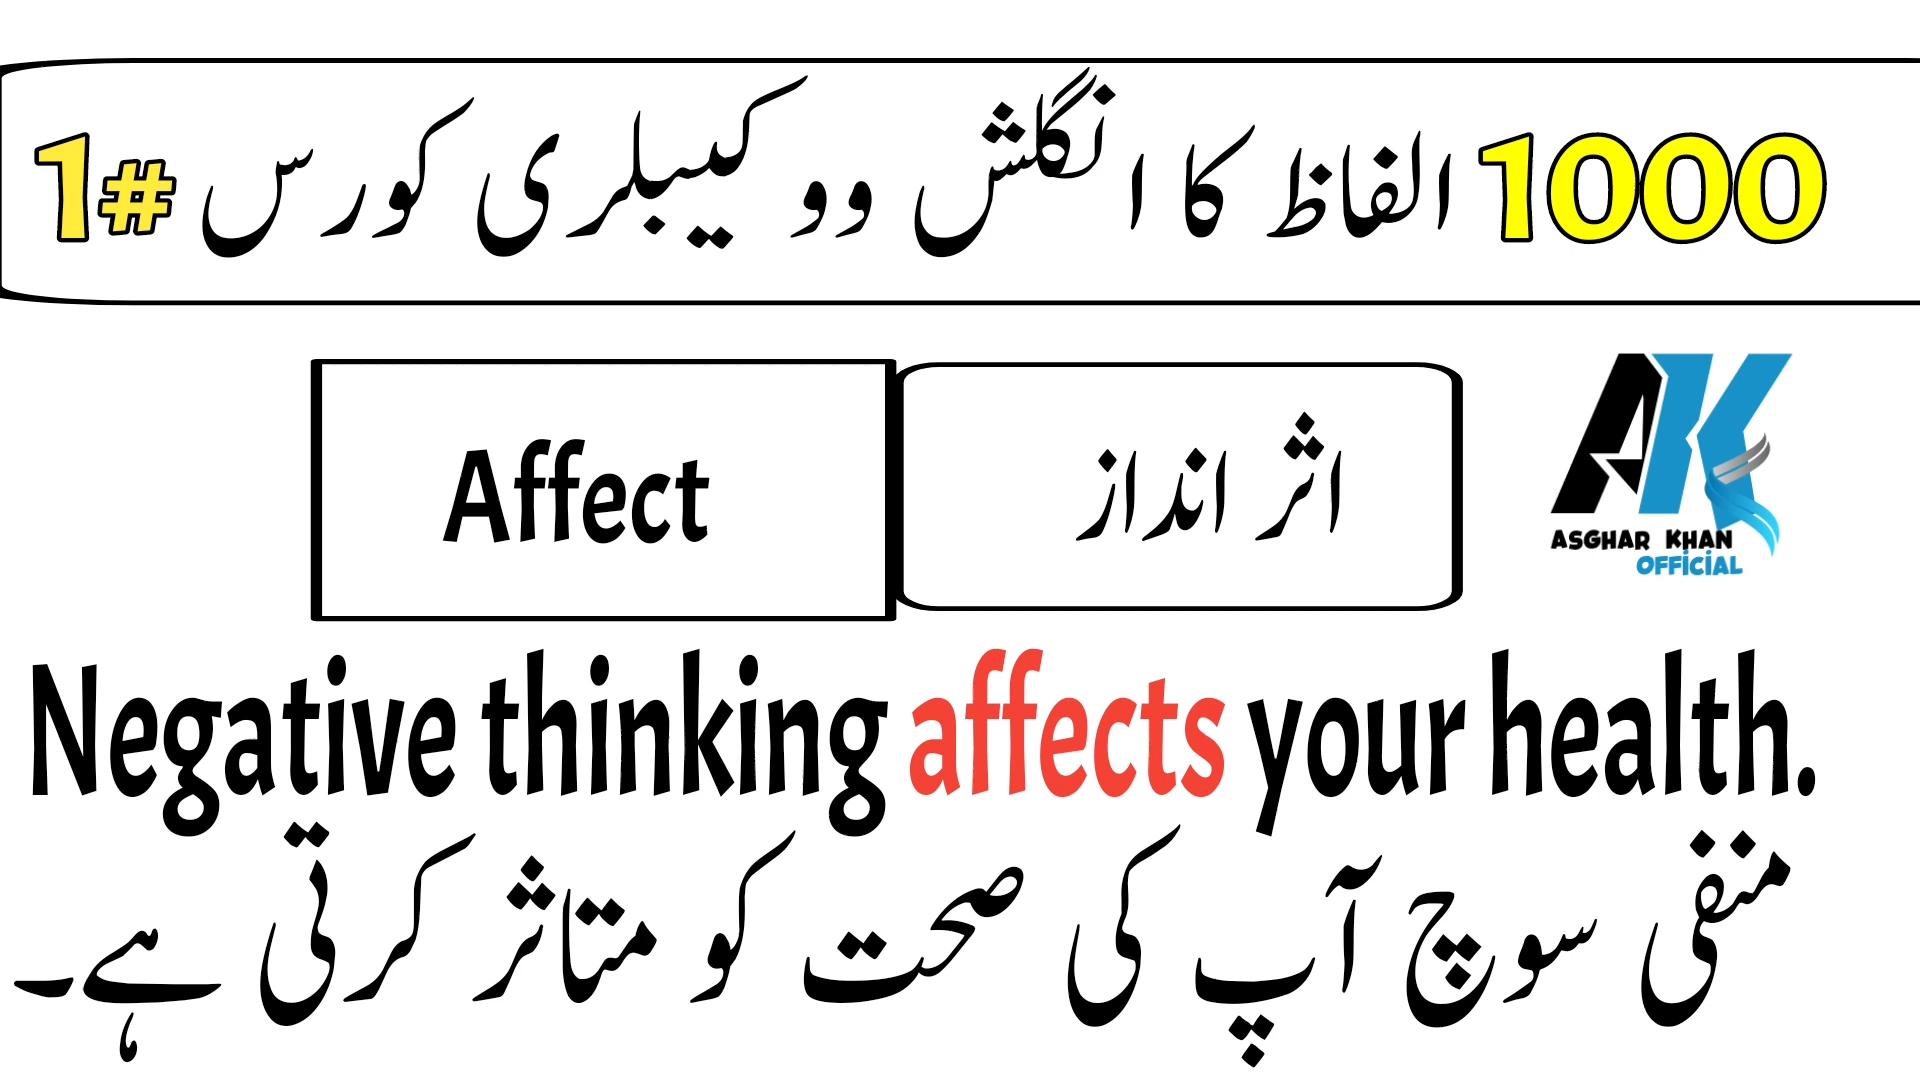 1000 الفاظ کا انگلش ووکیبلری کورس #1
Affect
اثر انداز
ASGHAR KHAN
OFFICIAL
Negative thinking affects your health.
منفی سوچ آپ کی صحت کو متاثر کرتی ہے۔